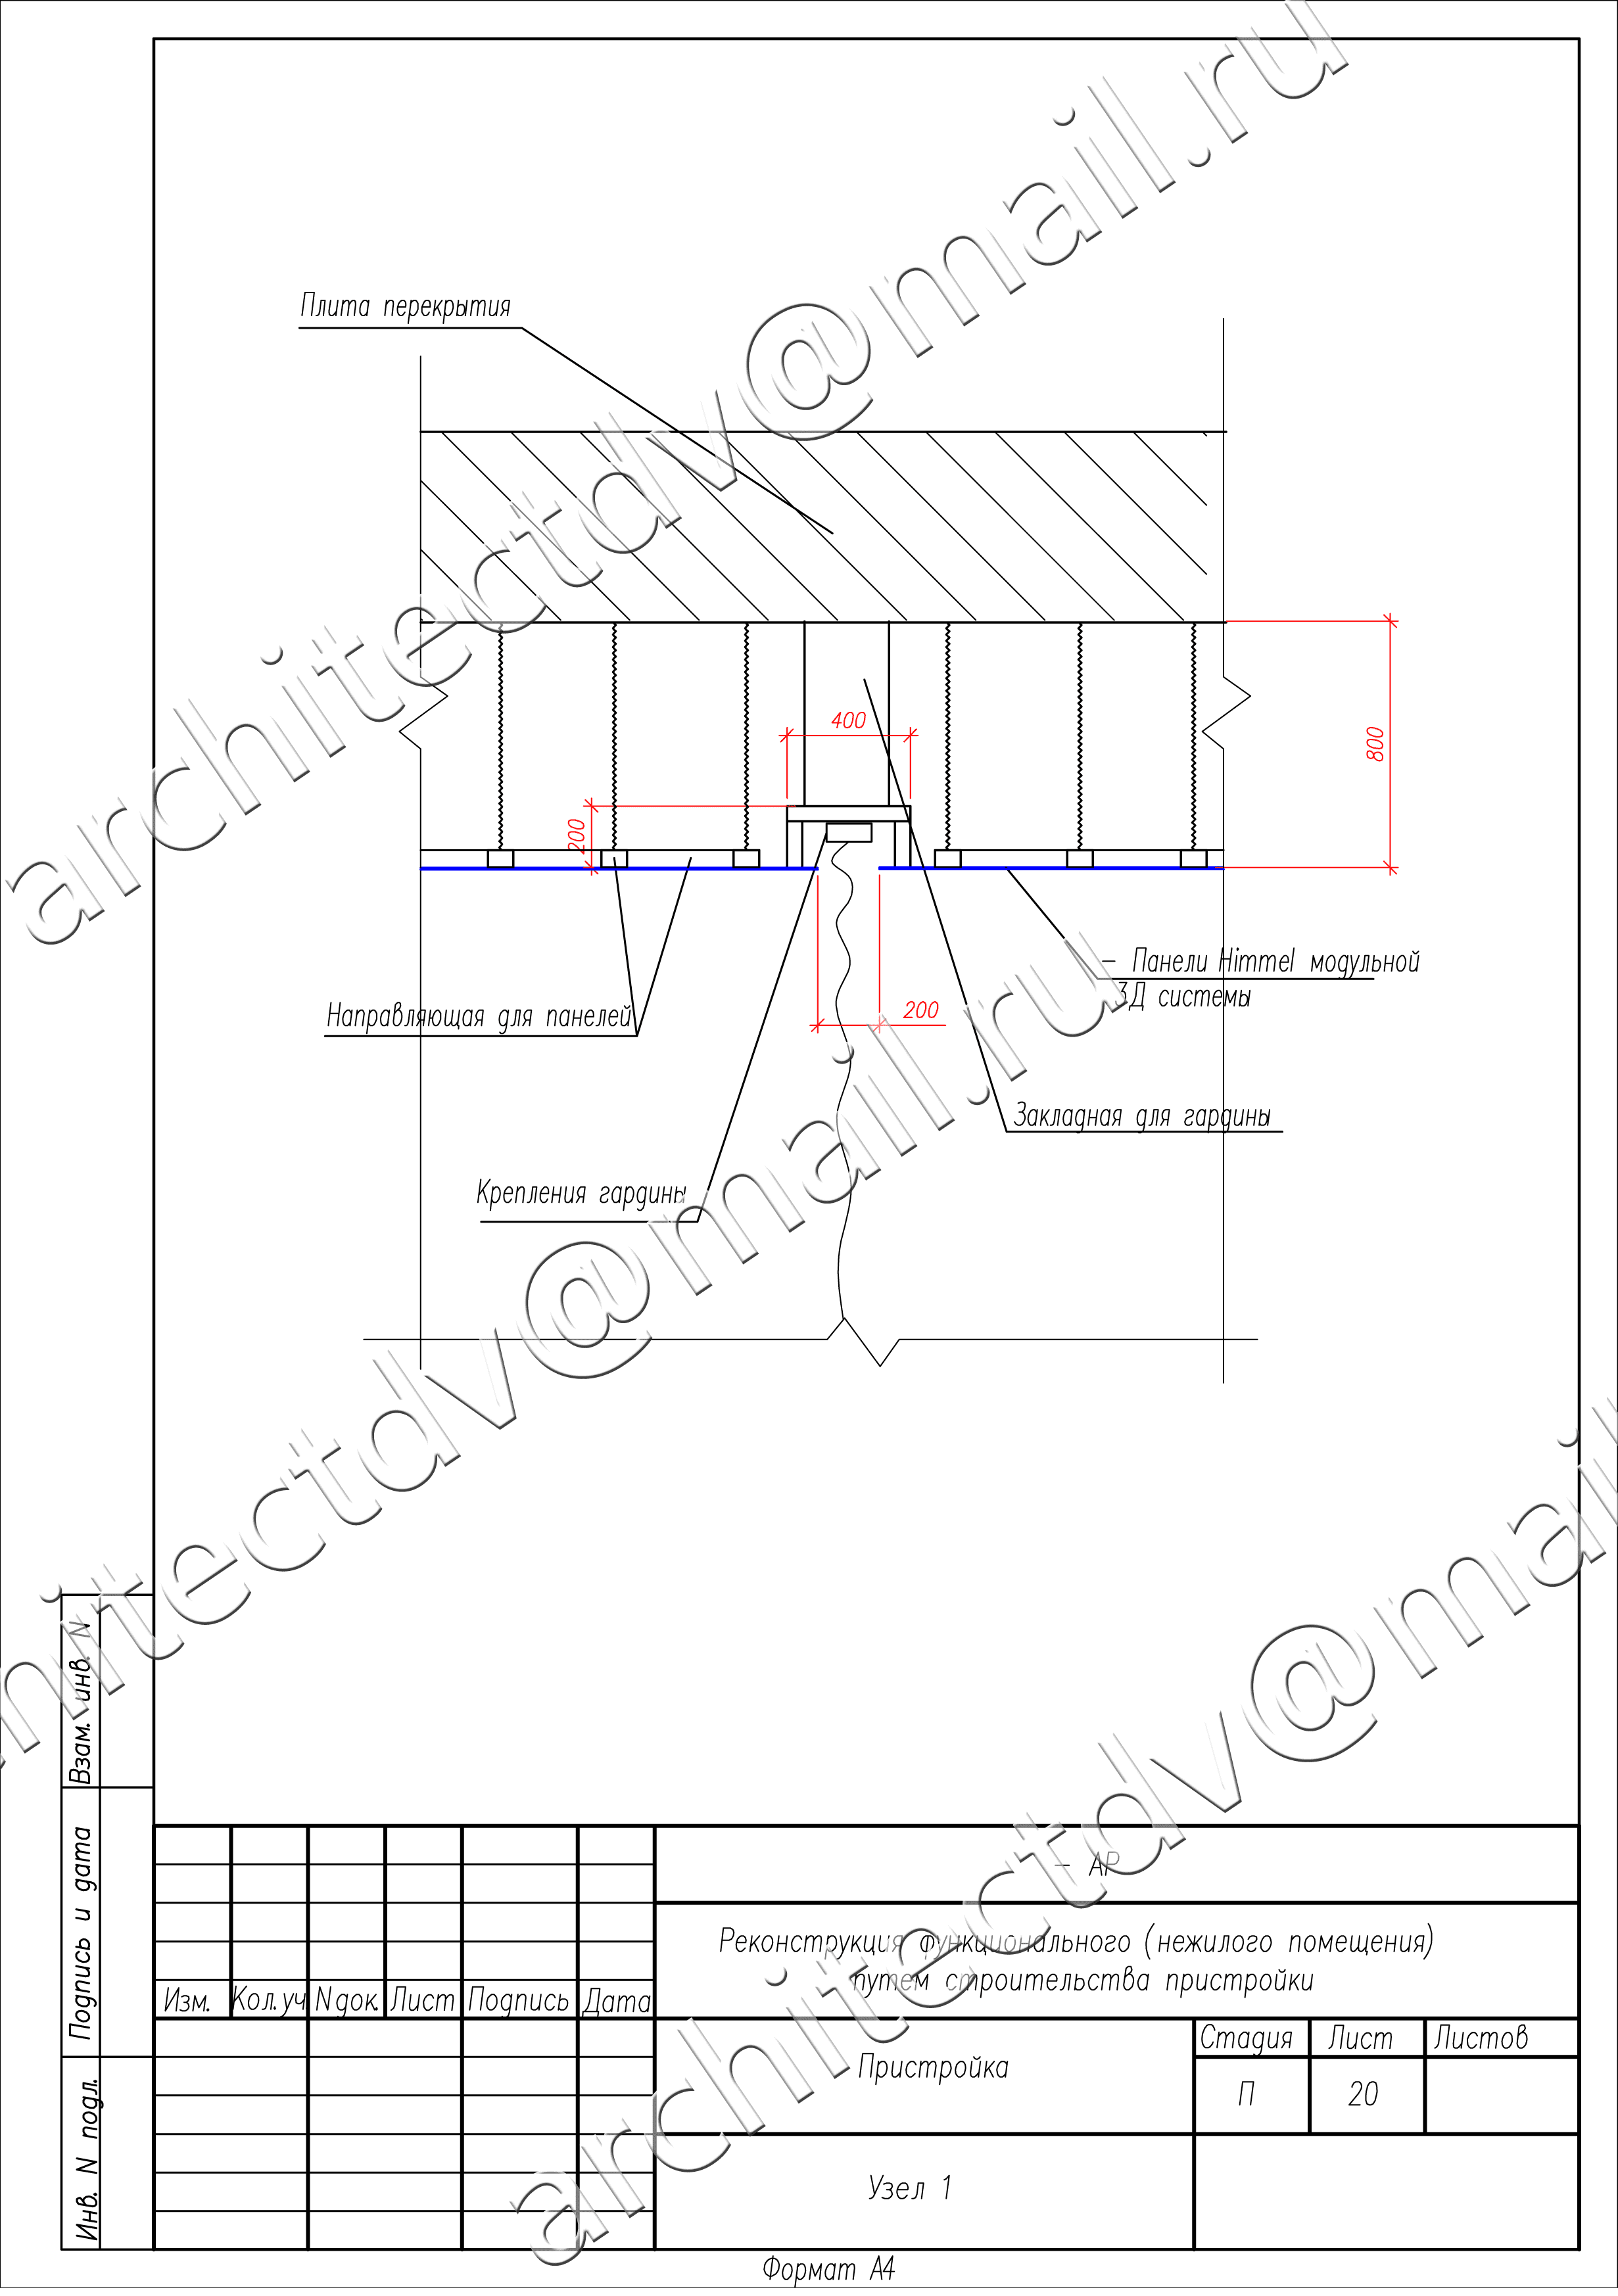 architectdv@mail.ru
Плита перекрытия
400
800
200
– Панели Himmel модульной
3Д системы
Направляющая для панелей
200
Закладная для гардины
Крепления гардины
architectdv@mail.ru
architectdv@mail
Взам. инв. N
Подпись и дата
Инв. N подл.
– АР
Реконструкция функционального (нежилого помещения)
путем строительства пристройки
Изм. Кол.уч Nдок. Лист Подпись Дата
Пристройка
Стадия Лист Листов
П 20
Узел 1
Формат А4